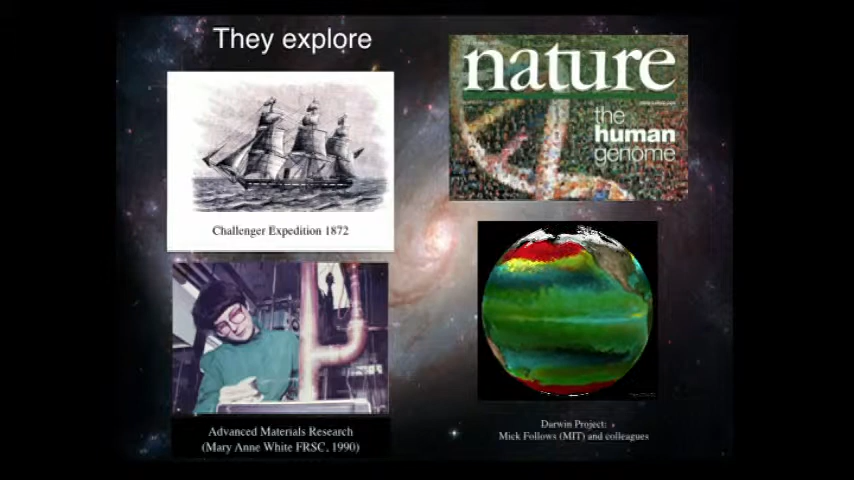 They explore
nature
the
human
genome
Challenger Expedition 1872
Advanced Materials Research
(Mary Anne White FRSC, 1990)
Darwin Project:
Mick Follows (MIT) and colleagues